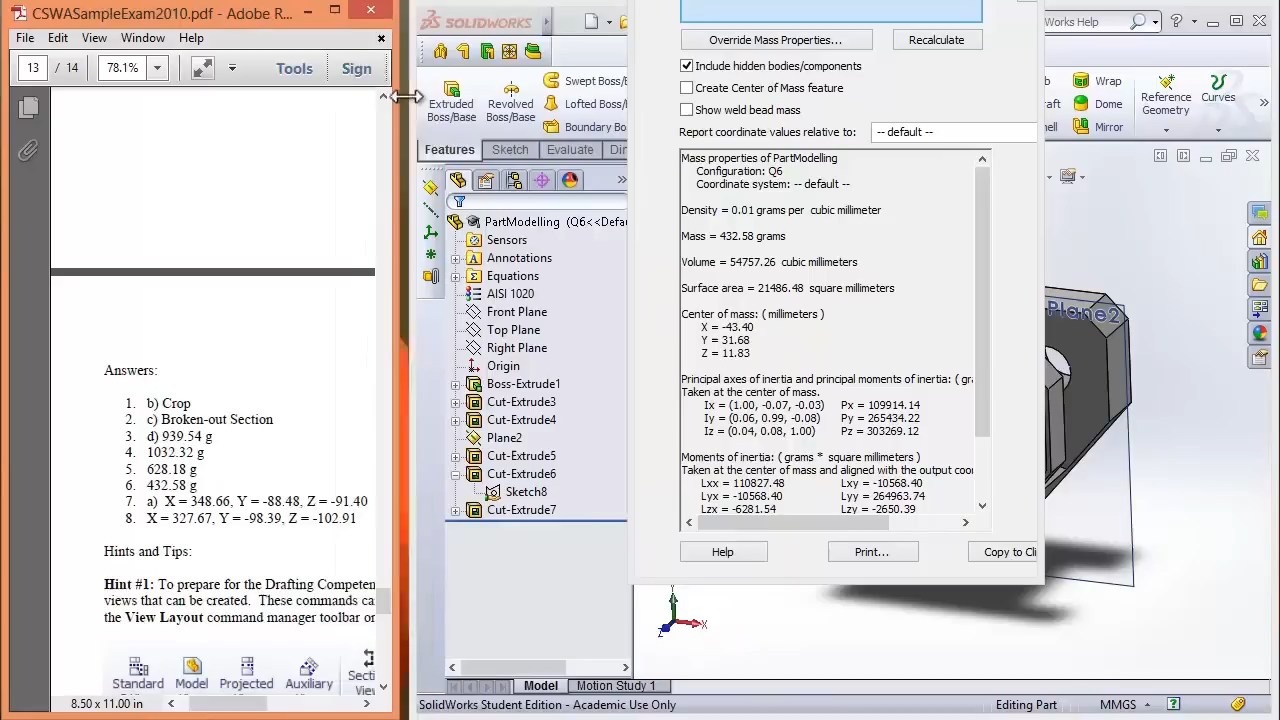 CSWASampleExam2010.pdf - Adobe R...
File Edit View Window Help
13 / 14 78.1% Tools Sign
Answers:
1. b) Crop
2. c) Broken-out Section
3. d) 939.54 g
4. 1032.32 g
5. 628.18 g
6. 432.58 g
7. a) X = 348.66, Y = -88.48, Z = -91.40
8. X = 327.67, Y = -98.39, Z = -102.91
Hints and Tips:
Hint #1: To prepare for the Drafting Competen
views that can be created. These commands ca
the View Layout command manager toolbar or
Standard Model Projected Auxiliary Secti
Vie
8.50 x 11.00 in
SOLIDWORKS
Works Help
Extruded
Boss/Base
Revolved
Boss/Base
Swept Boss/
Lofted Boss/
Boundary Bo
Wrap
Dome
Mirror
Reference
Geometry
Curves
Features Sketch Evaluate Di
PartModelling (Q6<<Defa
Sensors
Annotations
Equations
AISI 1020
Front Plane
Top Plane
Right Plane
Origin
Boss-Extrude1
Cut-Extrude3
Cut-Extrude4
Plane2
Cut-Extrude5
Cut-Extrude6
Sketch8
Cut-Extrude7
Override Mass Properties... Recalculate
Include hidden bodies/components
Create Center of Mass feature
Show weld bead mass
Report coordinate values relative to: -- default --
Mass properties of PartModelling
Configuration: Q6
Coordinate system: -- default --
Density = 0.01 grams per cubic millimeter
Mass = 432.58 grams
Volume = 54757.26 cubic millimeters
Surface area = 21486.48 square millimeters
Center of mass: ( millimeters )
X = -43.40
Y = 31.68
Z = 11.83
Principal axes of inertia and principal moments of inertia: ( gra
Taken at the center of mass.
Ix = (1.00, -0.07, -0.03) Px = 109914.14
Iy = (0.06, 0.99, -0.08) Py = 265434.22
Iz = (0.04, 0.08, 1.00) Pz = 303269.12
Moments of inertia: ( grams * square millimeters )
Taken at the center of mass and aligned with the output coor
Lxx = 110827.48 Lxy = -10568.40
Lyx = -10568.40 Lyy = 264963.74
Lzx = -6281.54 Lzy = -2650.39
Help Print... Copy to Cli
Plane2
Y
X
Z
Model Motion Study 1
SolidWorks Student Edition - Academic Use Only Editing Part MMGS